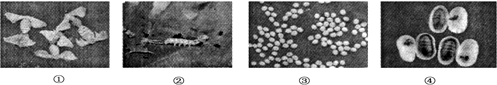 ① ② ③ ④